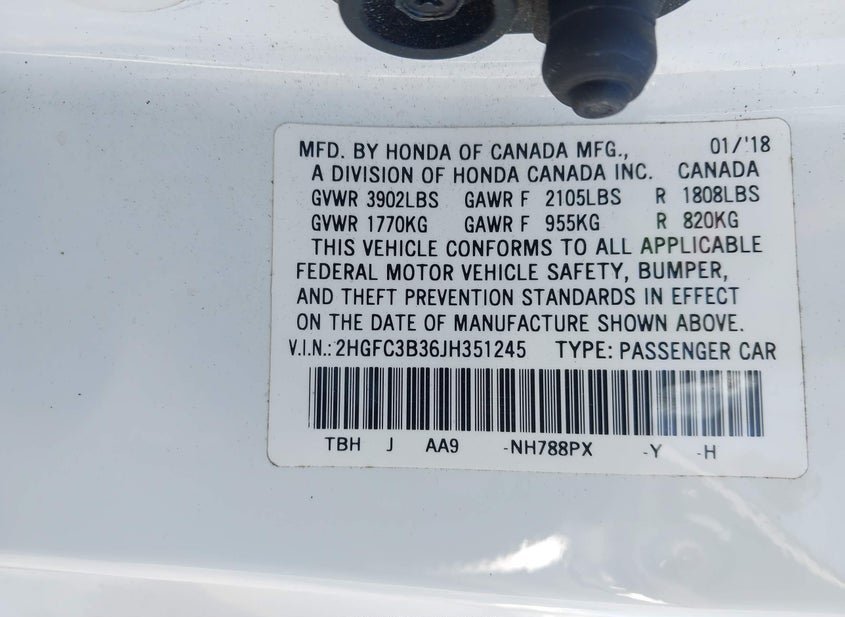 MFD. BY HONDA OF CANADA MFG., 01/'18
A DIVISION OF HONDA CANADA INC. CANADA
GVWR 3902LBS GAWR F 2105LBS R 1808LBS
GVWR 1770KG GAWR F 955KG R 820KG
THIS VEHICLE CONFORMS TO ALL APPLICABLE
FEDERAL MOTOR VEHICLE SAFETY, BUMPER,
AND THEFT PREVENTION STANDARDS IN EFFECT
ON THE DATE OF MANUFACTURE SHOWN ABOVE.
V.I.N.: 2HGFC3B36JH351245 TYPE: PASSENGER CAR
TBH J AA9 -NH788PX -Y -H